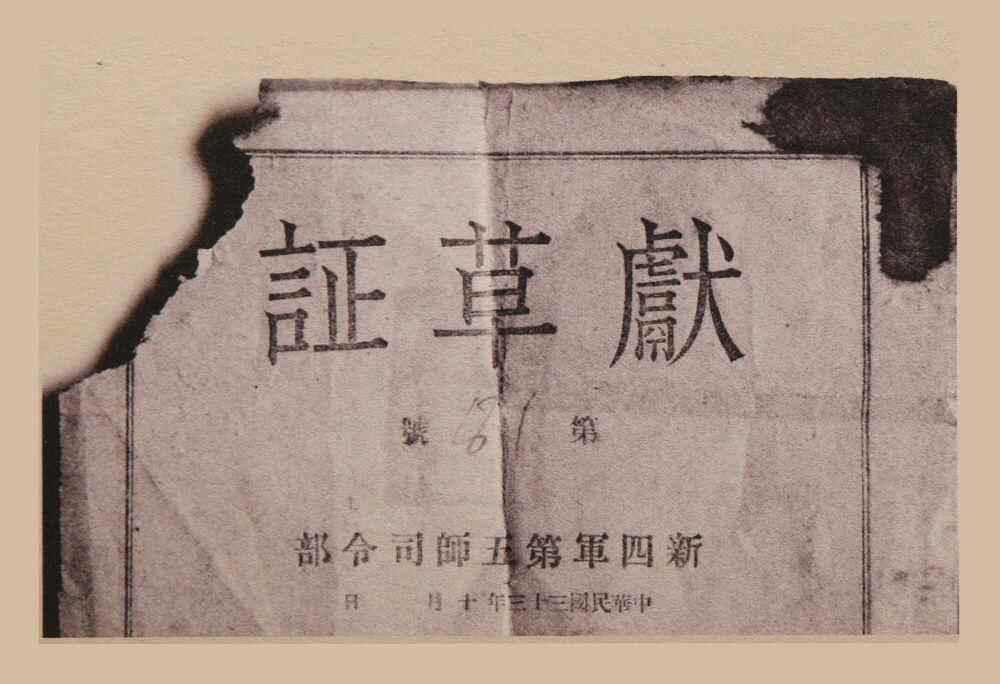 獻草証
第 號
新四軍第五師司令部
中華民國三十三年十月 日